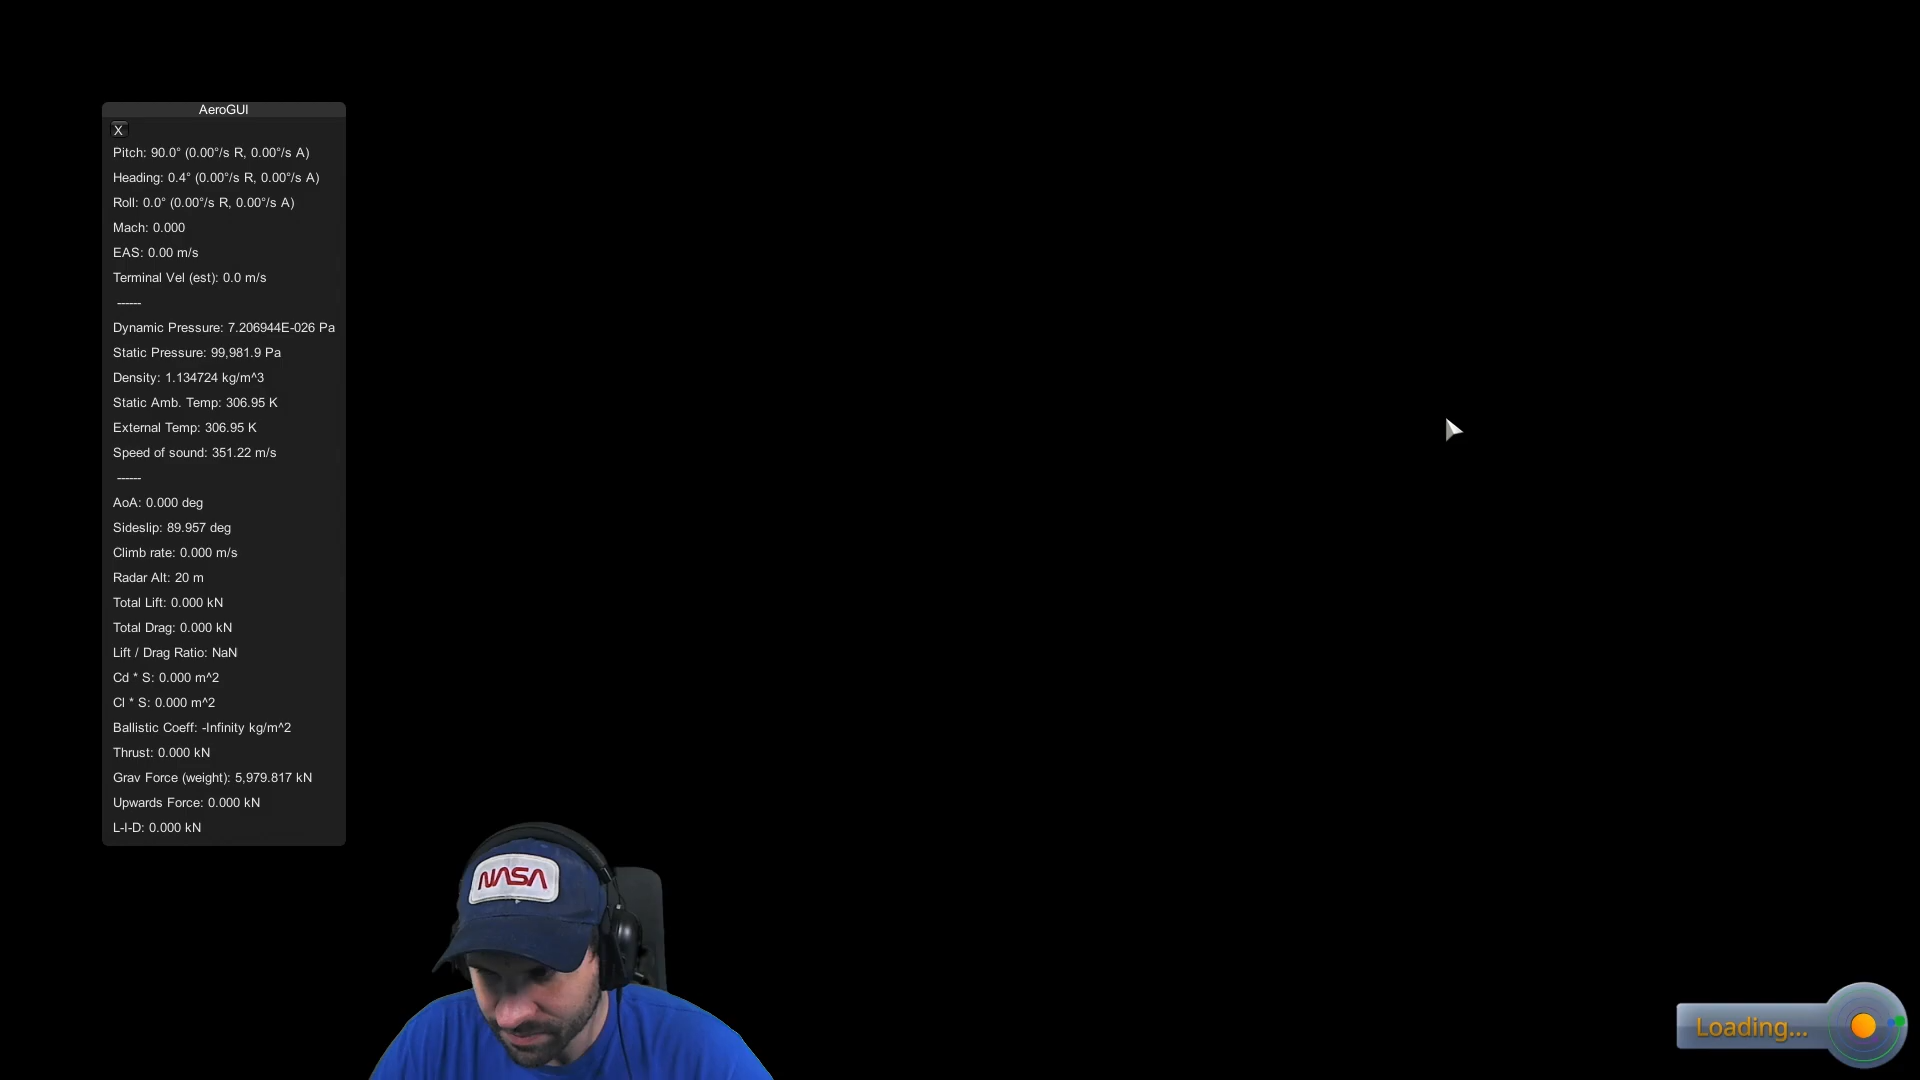 AeroGUI
X
Pitch: 90.0° (0.00°/s R, 0.00°/s A)
Heading: 0.4° (0.00°/s R, 0.00°/s A)
Roll: 0.0° (0.00°/s R, 0.00°/s A)
Mach: 0.000
EAS: 0.00 m/s
Terminal Vel (est): 0.0 m/s
------
Dynamic Pressure: 7.206944E-026 Pa
Static Pressure: 99,981.9 Pa
Density: 1.134724 kg/m^3
Static Amb. Temp: 306.95 K
External Temp: 306.95 K
Speed of sound: 351.22 m/s
------
AoA: 0.000 deg
Sideslip: 89.957 deg
Climb rate: 0.000 m/s
Radar Alt: 20 m
Total Lift: 0.000 kN
Total Drag: 0.000 kN
Lift / Drag Ratio: NaN
Cd * S: 0.000 m^2
Cl * S: 0.000 m^2
Ballistic Coeff: -Infinity kg/m^2
Thrust: 0.000 kN
Grav Force (weight): 5,979.817 kN
Upwards Force: 0.000 kN
L-I-D: 0.000 kN
NASA
Loading...